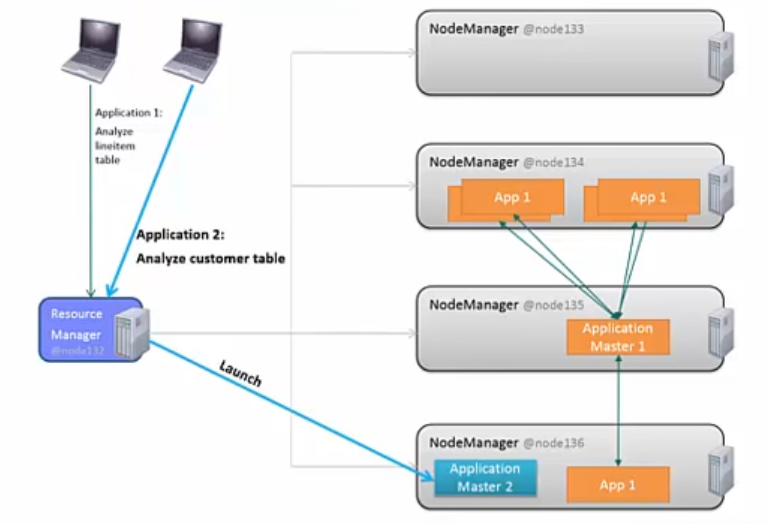 NodeManager @node133
Application 1:
Analyze
lineitem
table
NodeManager @node134
App 1
App 1
Application 2:
Analyze customer table
NodeManager @node135
Resource
Manager
@node132
Application
Master 1
Launch
NodeManager @node136
Application
Master 2
App 1